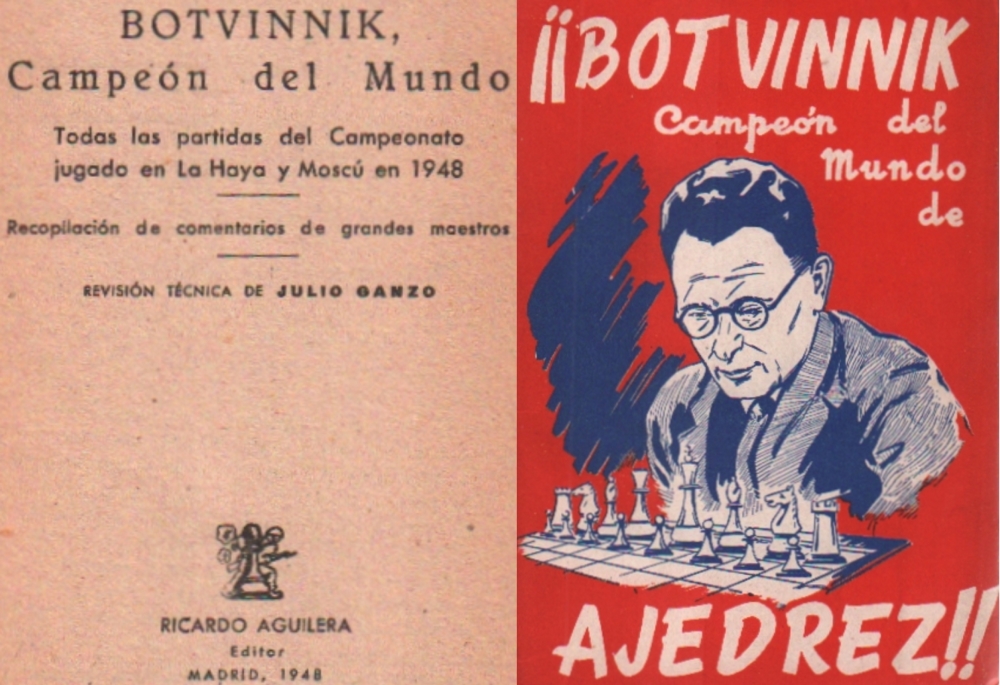 BOTVINNIK,
Campeón del Mundo
Todas las partidas del Campeonato
jugado en La Haya y Moscú en 1948
Recopilación de comentarios de grandes maestros
REVISIÓN TÉCNICA DE JULIO GANZO
RICARDO AGUILERA
Editor
MADRID, 1948
¡¡BOTVINNIK
Campeón del
Mundo
de
AJEDREZ!!